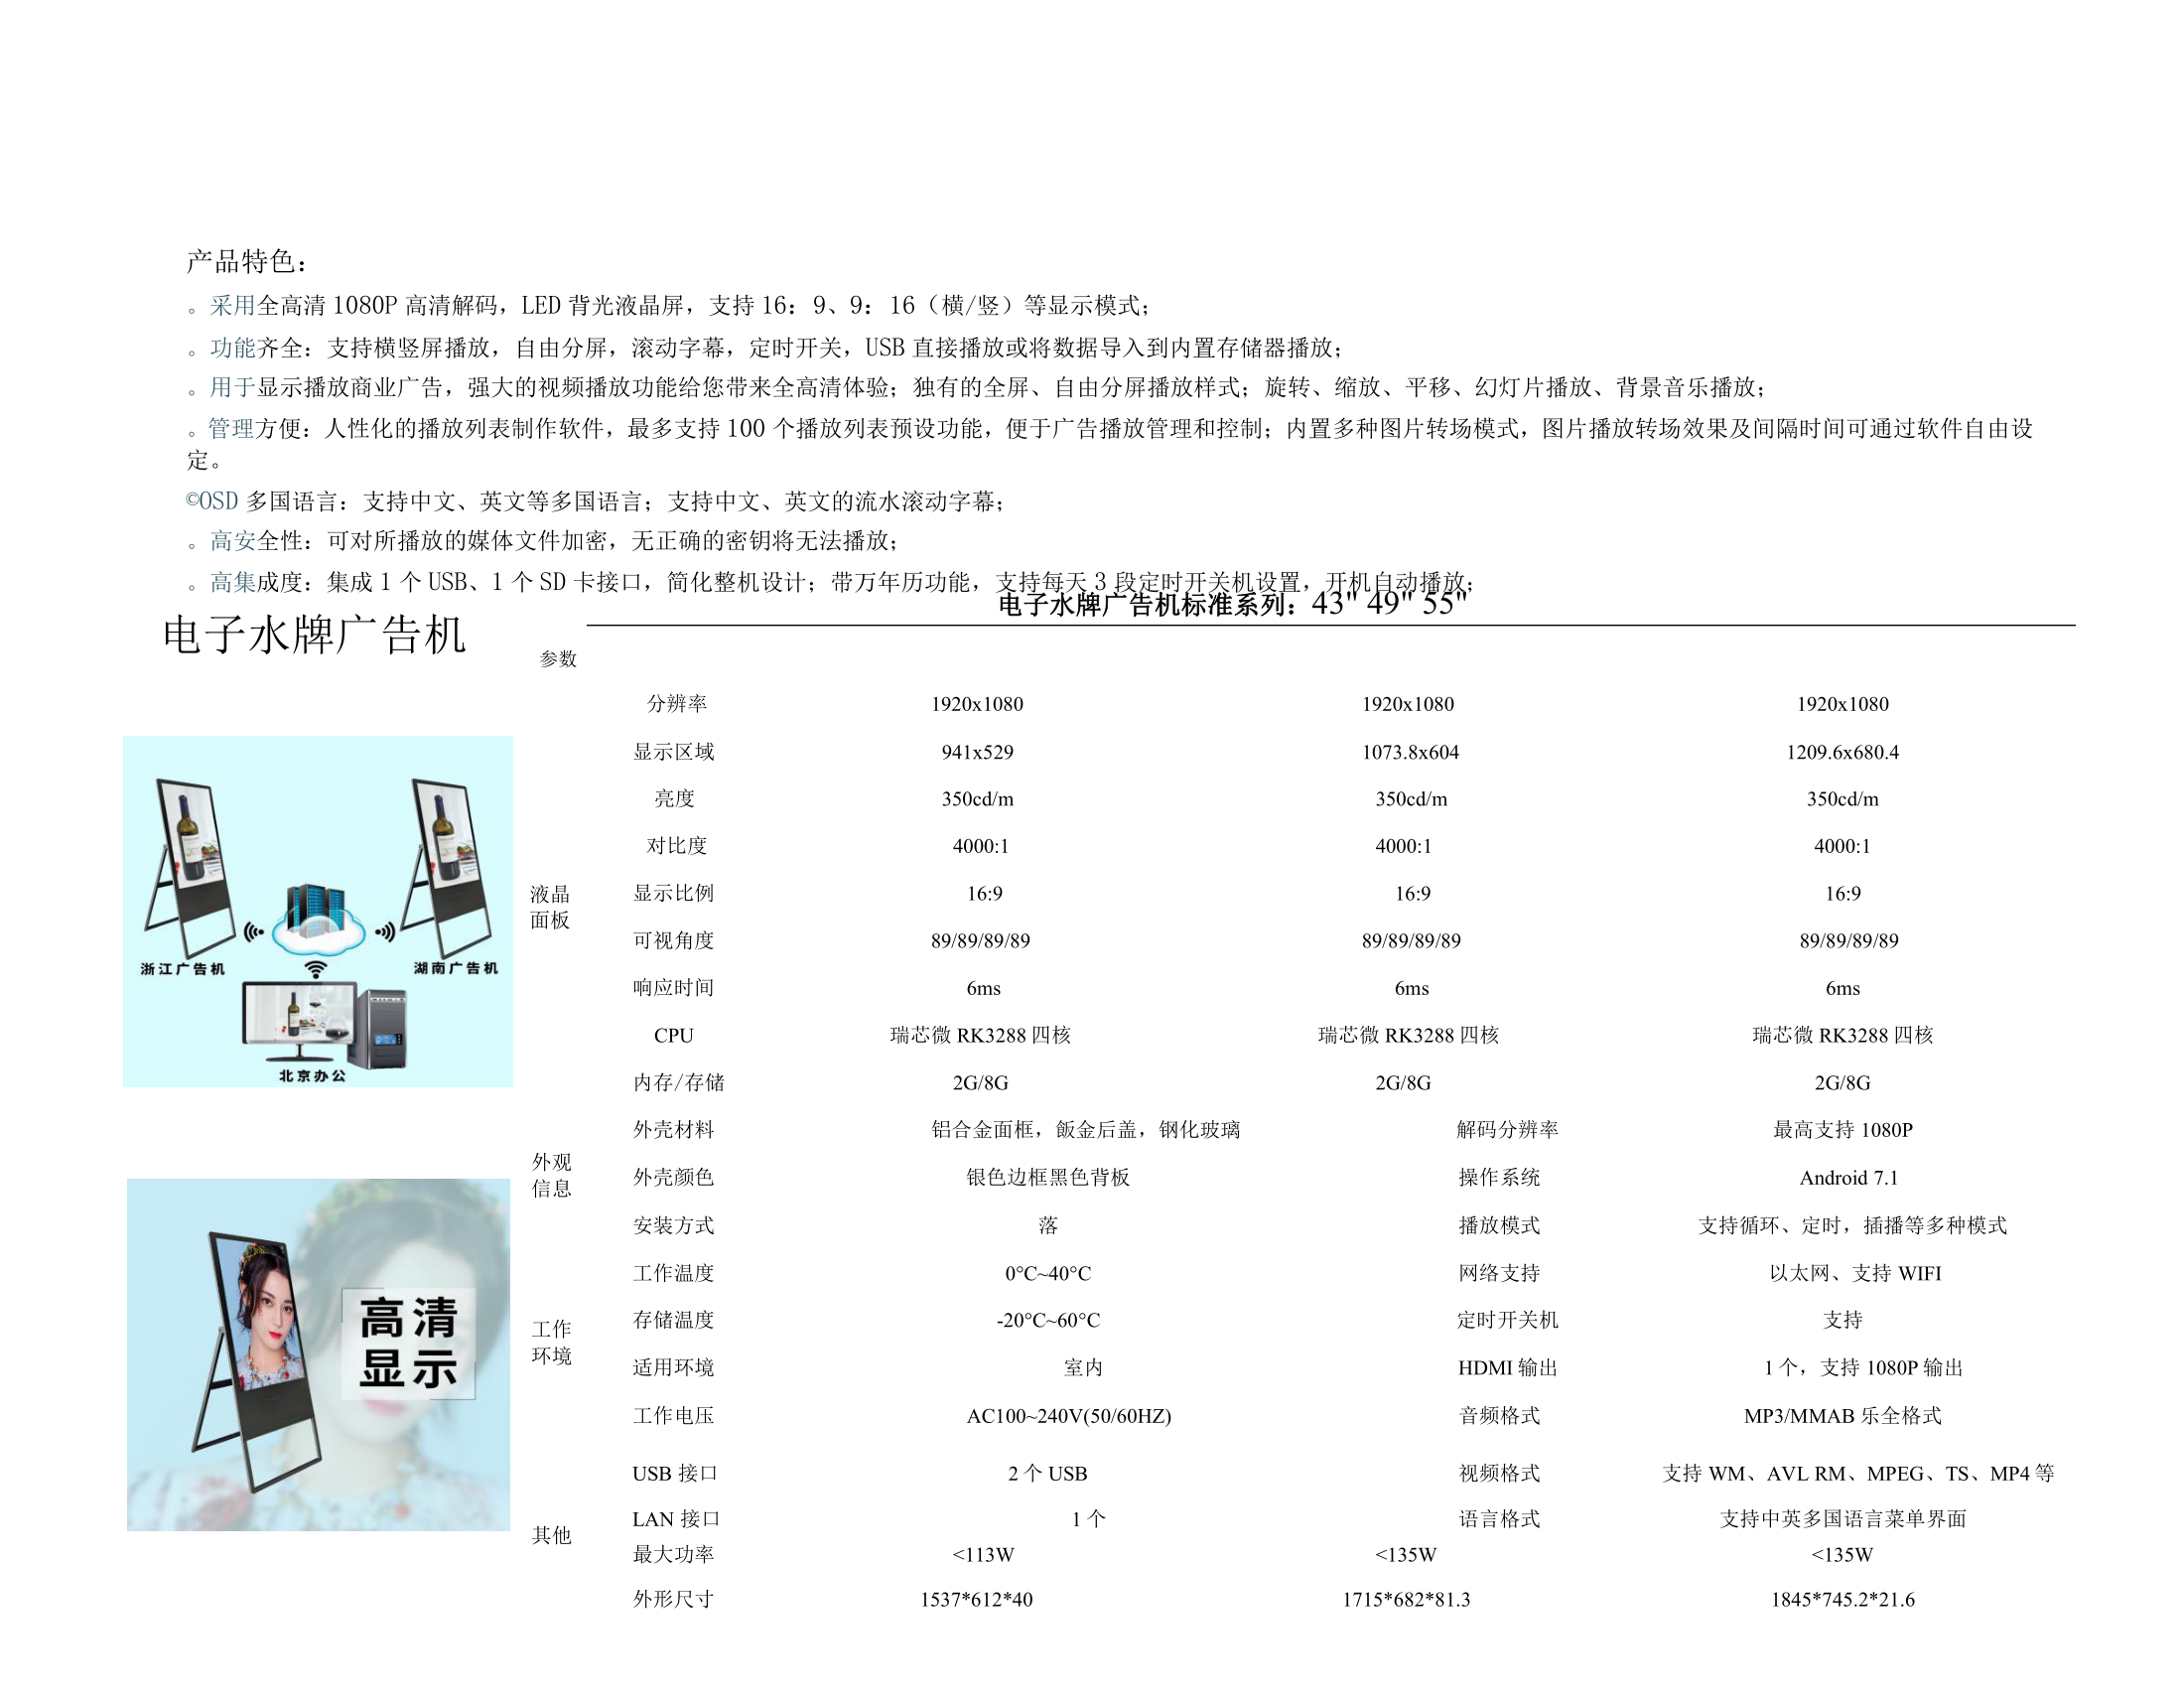 产品特色：
。采用全高清 1080P 高清解码，LED 背光液晶屏，支持 16：9、9：16（横/竖）等显示模式；
。功能齐全：支持横竖屏播放，自由分屏，滚动字幕，定时开关，USB 直接播放或将数据导入到内置存储器播放；
。用于显示播放商业广告，强大的视频播放功能给您带来全高清体验；独有的全屏、自由分屏播放样式；旋转、缩放、平移、幻灯片播放、背景音乐播放；
。管理方便：人性化的播放列表制作软件，最多支持 100 个播放列表预设功能，便于广告播放管理和控制；内置多种图片转场模式，图片播放转场效果及间隔时间可通过软件自由设
定。
©OSD 多国语言：支持中文、英文等多国语言；支持中文、英文的流水滚动字幕；
。高安全性：可对所播放的媒体文件加密，无正确的密钥将无法播放；
。高集成度：集成 1 个 USB、1 个 SD 卡接口，简化整机设计；带万年历功能，支持每天 3 段定时开关机设置，开机自动播放；
电子水牌广告机标准系列：43" 49" 55"
电子水牌广告机
参数
分辨率 1920x1080 1920x1080 1920x1080
显示区域 941x529 1073.8x604 1209.6x680.4
亮度 350cd/m 350cd/m 350cd/m
对比度 4000:1 4000:1 4000:1
液晶
面板
显示比例 16:9 16:9 16:9
可视角度 89/89/89/89 89/89/89/89 89/89/89/89
响应时间 6ms 6ms 6ms
CPU 瑞芯微 RK3288 四核 瑞芯微 RK3288 四核 瑞芯微 RK3288 四核
内存/存储 2G/8G 2G/8G 2G/8G
浙江广告机
湖南广告机
北京办公
外观
信息
外壳材料 铝合金面框，鈑金后盖，钢化玻璃 解码分辨率 最高支持 1080P
外壳颜色 银色边框黑色背板 操作系统 Android 7.1
安装方式 落 播放模式 支持循环、定时，插播等多种模式
工作
环境
工作温度 0°C~40°C 网络支持 以太网、支持 WIFI
存储温度 -20°C~60°C 定时开关机 支持
适用环境 室内 HDMI 输出 1 个，支持 1080P 输出
工作电压 AC100~240V(50/60HZ) 音频格式 MP3/MMAB 乐全格式
高清
显示
其他
USB 接口 2 个 USB 视频格式 支持 WM、AVL RM、MPEG、TS、MP4 等
LAN 接口 1 个 语言格式 支持中英多国语言菜单界面
最大功率 <113W <135W <135W
外形尺寸 1537*612*40 1715*682*81.3 1845*745.2*21.6